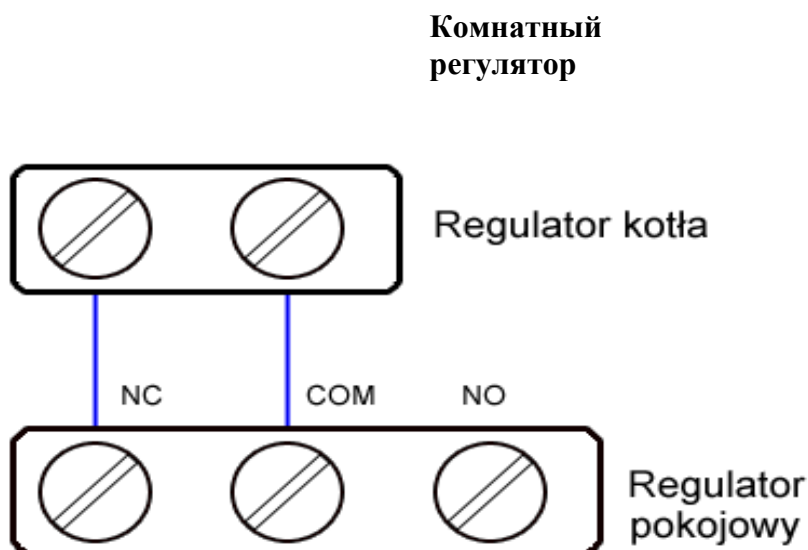 Комнатный
регулятор
Regulator kotła
NC COM NO
Regulator
pokojowy